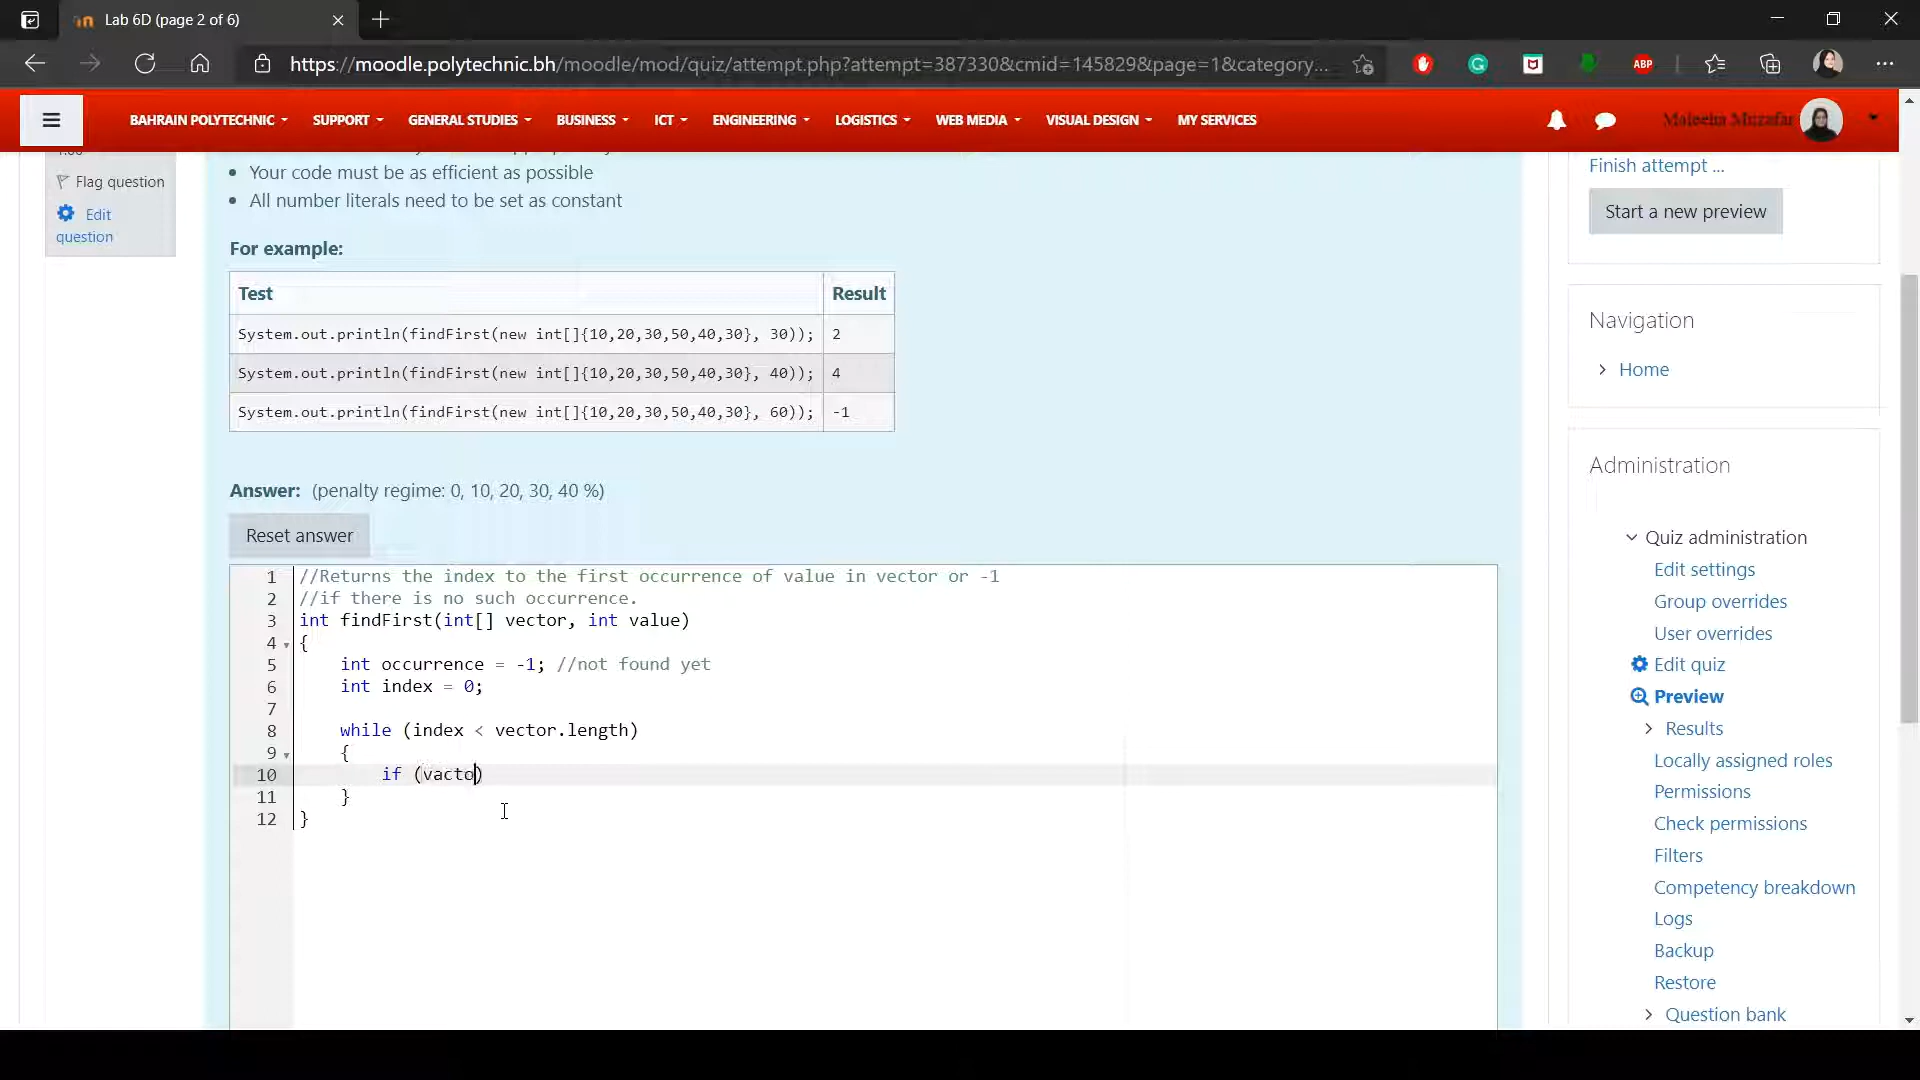 Lab 6D (page 2 of 6)
https://moodle.polytechnic.bh/moodle/mod/quiz/attempt.php?attempt=387330&cmid=145829&page=1&category...
ABP
BAHRAIN POLYTECHNIC
SUPPORT
GENERAL STUDIES
BUSINESS
ICT
ENGINEERING
LOGISTICS
WEB MEDIA
VISUAL DESIGN
MY SERVICES
Maleeha Muzafar
Flag question
Edit
question
• Your code must be as efficient as possible
• All number literals need to be set as constant
For example:
Test Result
System.out.println(findFirst(new int[]{10,20,30,50,40,30}, 30)); 2
System.out.println(findFirst(new int[]{10,20,30,50,40,30}, 40)); 4
System.out.println(findFirst(new int[]{10,20,30,50,40,30}, 60)); -1
Answer: (penalty regime: 0, 10, 20, 30, 40 %)
Reset answer
1 //Returns the index to the first occurrence of value in vector or -1
2 //if there is no such occurrence.
3 int findFirst(int[] vector, int value)
4 {
5 int occurrence = -1; //not found yet
6 int index = 0;
7
8 while (index < vector.length)
9 {
10 if (vacto)
11 }
12 }
Finish attempt ...
Start a new preview
Navigation
Home
Administration
Quiz administration
Edit settings
Group overrides
User overrides
Edit quiz
Preview
Results
Locally assigned roles
Permissions
Check permissions
Filters
Competency breakdown
Logs
Backup
Restore
Question bank